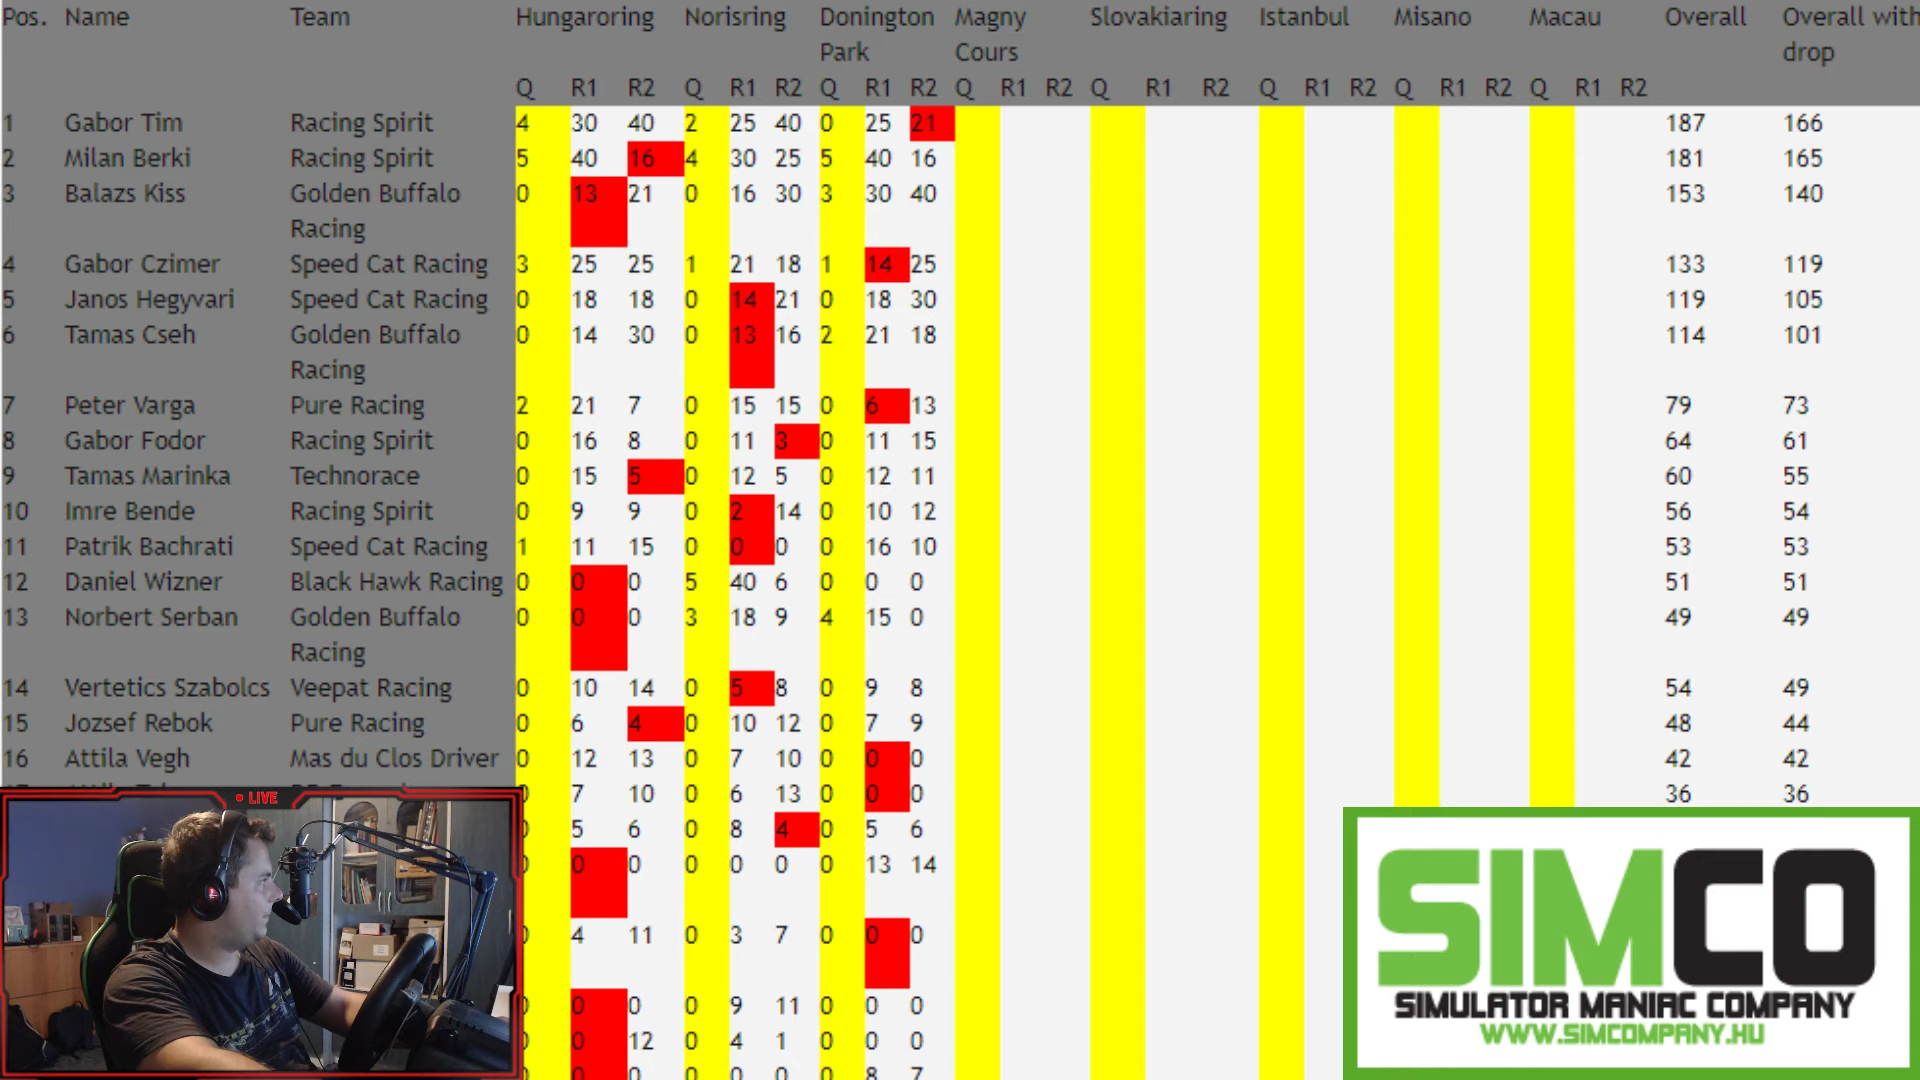 Pos. Name Team Hungaroring Norisring Donington Park Magny Cours Slovakiaring Istanbul Misano Macau Overall Overall with drop
Q R1 R2 Q R1 R2 Q R1 R2 Q R1 R2 Q R1 R2 Q R1 R2 Q R1 R2 Q R1 R2
1 Gabor Tim Racing Spirit 4 30 40 2 25 40 0 25 21 187 166
2 Milan Berki Racing Spirit 5 40 16 4 30 25 5 40 16 181 165
3 Balazs Kiss Golden Buffalo Racing 0 13 21 0 16 30 3 30 40 153 140
4 Gabor Czimer Speed Cat Racing 3 25 25 1 21 18 1 14 25 133 119
5 Janos Hegyvari Speed Cat Racing 0 18 18 0 14 21 0 18 30 119 105
6 Tamas Cseh Golden Buffalo Racing 0 14 30 0 13 16 2 21 18 114 101
7 Peter Varga Pure Racing 2 21 7 0 15 15 0 6 13 79 73
8 Gabor Fodor Racing Spirit 0 16 8 0 11 3 0 11 15 64 61
9 Tamas Marinka Technorace 0 15 5 0 12 5 0 12 11 60 55
10 Imre Bende Racing Spirit 0 9 9 0 2 14 0 10 12 56 54
11 Patrik Bachrati Speed Cat Racing 1 11 15 0 0 0 0 16 10 53 53
12 Daniel Wizner Black Hawk Racing 0 0 0 5 40 6 0 0 0 51 51
13 Norbert Serban Golden Buffalo Racing 0 0 0 3 18 9 4 15 0 49 49
14 Vertetics Szabolcs Veepat Racing 0 10 14 0 5 8 0 9 8 54 49
15 Jozsef Rebok Pure Racing 0 6 4 0 10 12 0 7 9 48 44
16 Attila Vegh Mas du Clos Driver 0 12 13 0 7 10 0 0 0 42 42
7 10 0 6 13 0 0 0 36 36
5 6 0 8 4 0 5 6
0 0 0 0 0 0 13 14
4 11 0 3 7 0 0 0
0 0 0 9 11 0 0 0
0 12 0 4 1 0 0 0
0 0 0 0 0 0 8 7
LIVE
SIMCO
SIMULATOR MANIAC COMPANY
WWW.SIMCOMPANY.HU